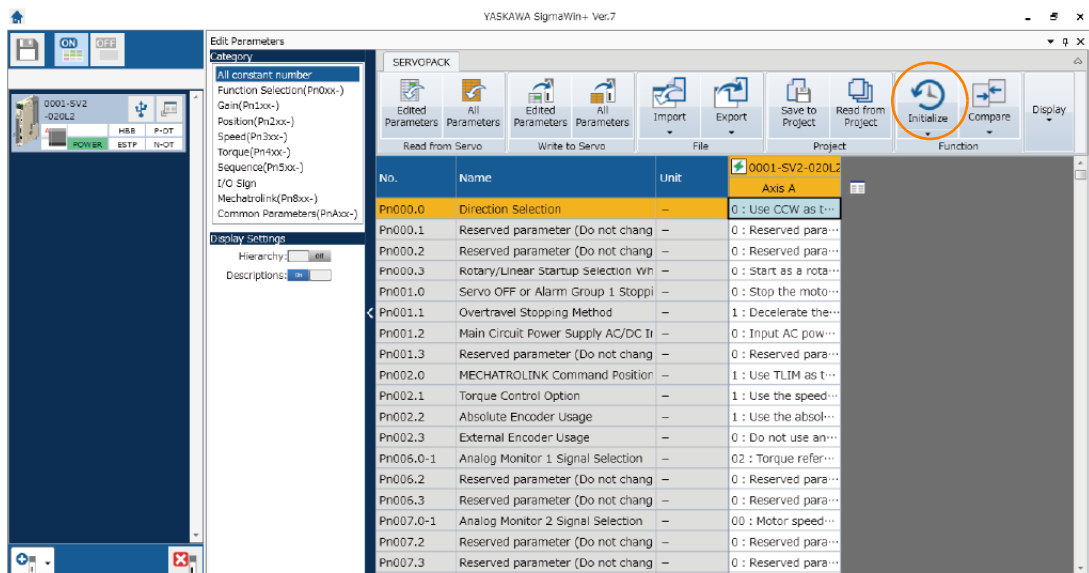 YASKAWA SigmaWin+ Ver.7
ON OFF
0001-SV2
-020L2
HBB P-OT
POWER ESTP N-OT
Edit Parameters
Category
All constant number
Function Selection(Pn0xx-)
Gain(Pn1xx-)
Position(Pn2xx-)
Speed(Pn3xx-)
Torque(Pn4xx-)
Sequence(Pn5xx-)
I/O Sign
Mechatrolink(Pn8xx-)
Common Parameters(PnAxx-)
Display Settings
Hierarchy: Off
Descriptions: On
SERVOPACK
Edited Parameters All Parameters Edited Parameters All Parameters Import Export Save to Project Read from Project Initialize Compare Display
Read from Servo Write to Servo File Project Function
No. Name Unit 0001-SV2-020L2
Axis A
Pn000.0 Direction Selection – 0 : Use CCW as t···
Pn000.1 Reserved parameter (Do not chang – 0 : Reserved para···
Pn000.2 Reserved parameter (Do not chang – 0 : Reserved para···
Pn000.3 Rotary/Linear Startup Selection Wh – 0 : Start as a rota···
Pn001.0 Servo OFF or Alarm Group 1 Stoppi – 0 : Stop the moto···
Pn001.1 Overtravel Stopping Method – 1 : Decelerate the···
Pn001.2 Main Circuit Power Supply AC/DC Ir – 0 : Input AC pow···
Pn001.3 Reserved parameter (Do not chang – 0 : Reserved para···
Pn002.0 MECHATROLINK Command Position – 1 : Use TLIM as t···
Pn002.1 Torque Control Option – 1 : Use the speed···
Pn002.2 Absolute Encoder Usage – 1 : Use the absol···
Pn002.3 External Encoder Usage – 0 : Do not use an···
Pn006.0-1 Analog Monitor 1 Signal Selection – 02 : Torque refer···
Pn006.2 Reserved parameter (Do not chang – 0 : Reserved para···
Pn006.3 Reserved parameter (Do not chang – 0 : Reserved para···
Pn007.0-1 Analog Monitor 2 Signal Selection – 00 : Motor speed···
Pn007.2 Reserved parameter (Do not chang – 0 : Reserved para···
Pn007.3 Reserved parameter (Do not chang – 0 : Reserved para···